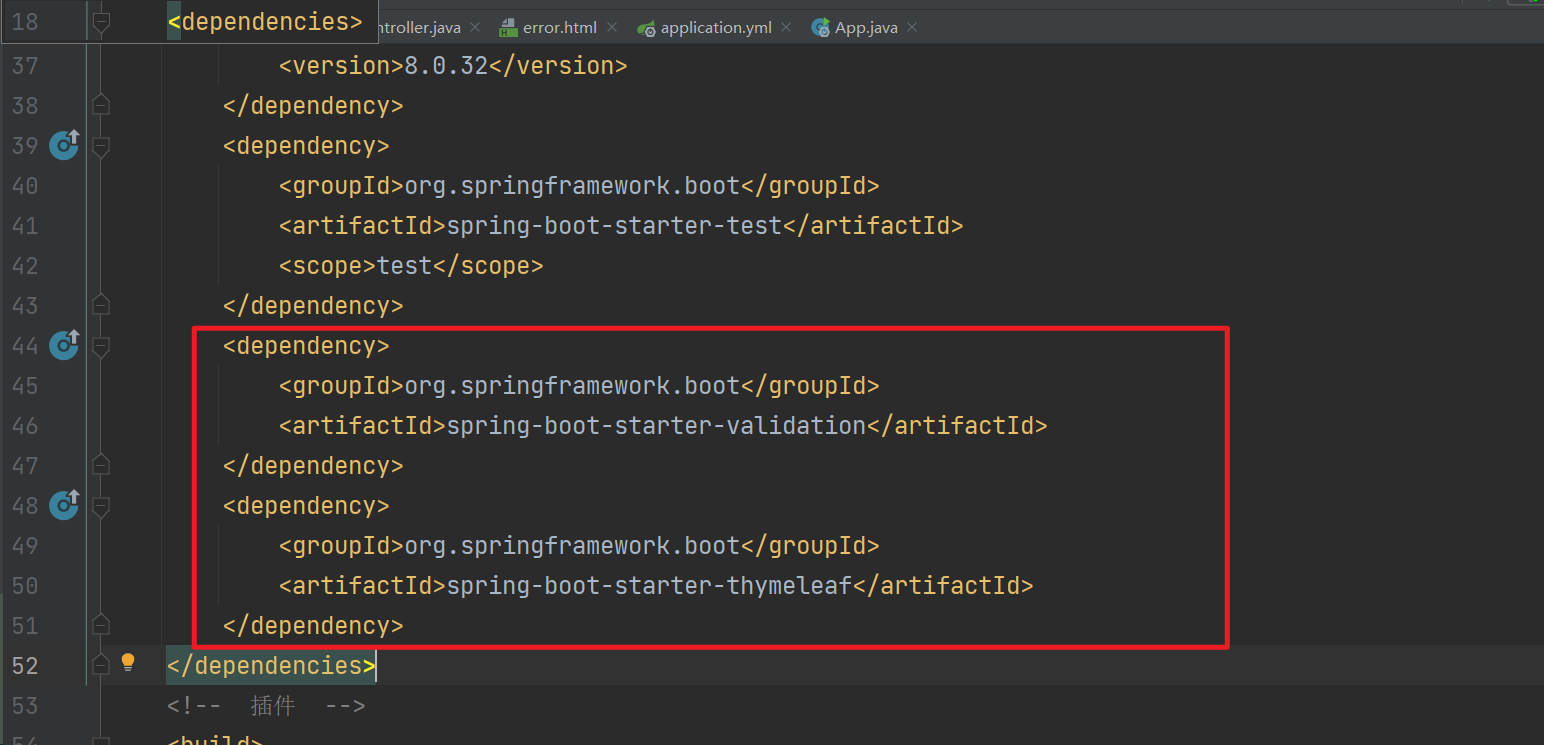 18 <dependencies> ntroller.java error.html application.yml App.java
37 <version>8.0.32</version>
38 </dependency>
39 <dependency>
40 <groupId>org.springframework.boot</groupId>
41 <artifactId>spring-boot-starter-test</artifactId>
42 <scope>test</scope>
43 </dependency>
44 <dependency>
45 <groupId>org.springframework.boot</groupId>
46 <artifactId>spring-boot-starter-validation</artifactId>
47 </dependency>
48 <dependency>
49 <groupId>org.springframework.boot</groupId>
50 <artifactId>spring-boot-starter-thymeleaf</artifactId>
51 </dependency>
52 </dependencies>
53 <!-- 插件 -->
54 <build>